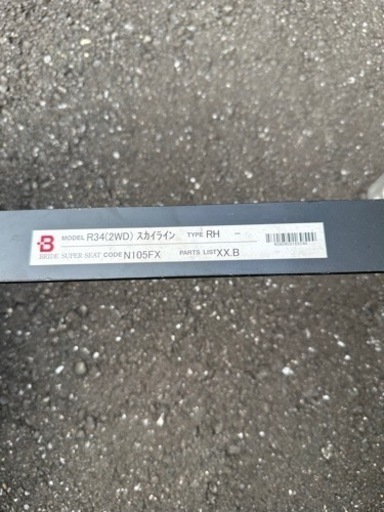 B MODEL R34(2WD) スカイライン TYPE RH -
BRIDE SUPER SEAT CODE N105FX PARTS LIST XX.B